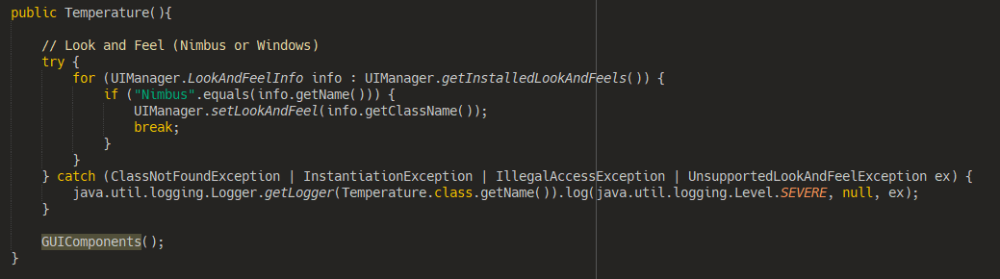 public Temperature(){
// Look and Feel (Nimbus or Windows)
try {
for (UIManager.LookAndFeelInfo info : UIManager.getInstalledLookAndFeels()) {
if ("Nimbus".equals(info.getName())) {
UIManager.setLookAndFeel(info.getClassName());
break;
}
}
} catch (ClassNotFoundException | InstantiationException | IllegalAccessException | UnsupportedLookAndFeelException ex) {
java.util.logging.Logger.getLogger(Temperature.class.getName()).log(java.util.logging.Level.SEVERE, null, ex);
}
GUIComponents();
}